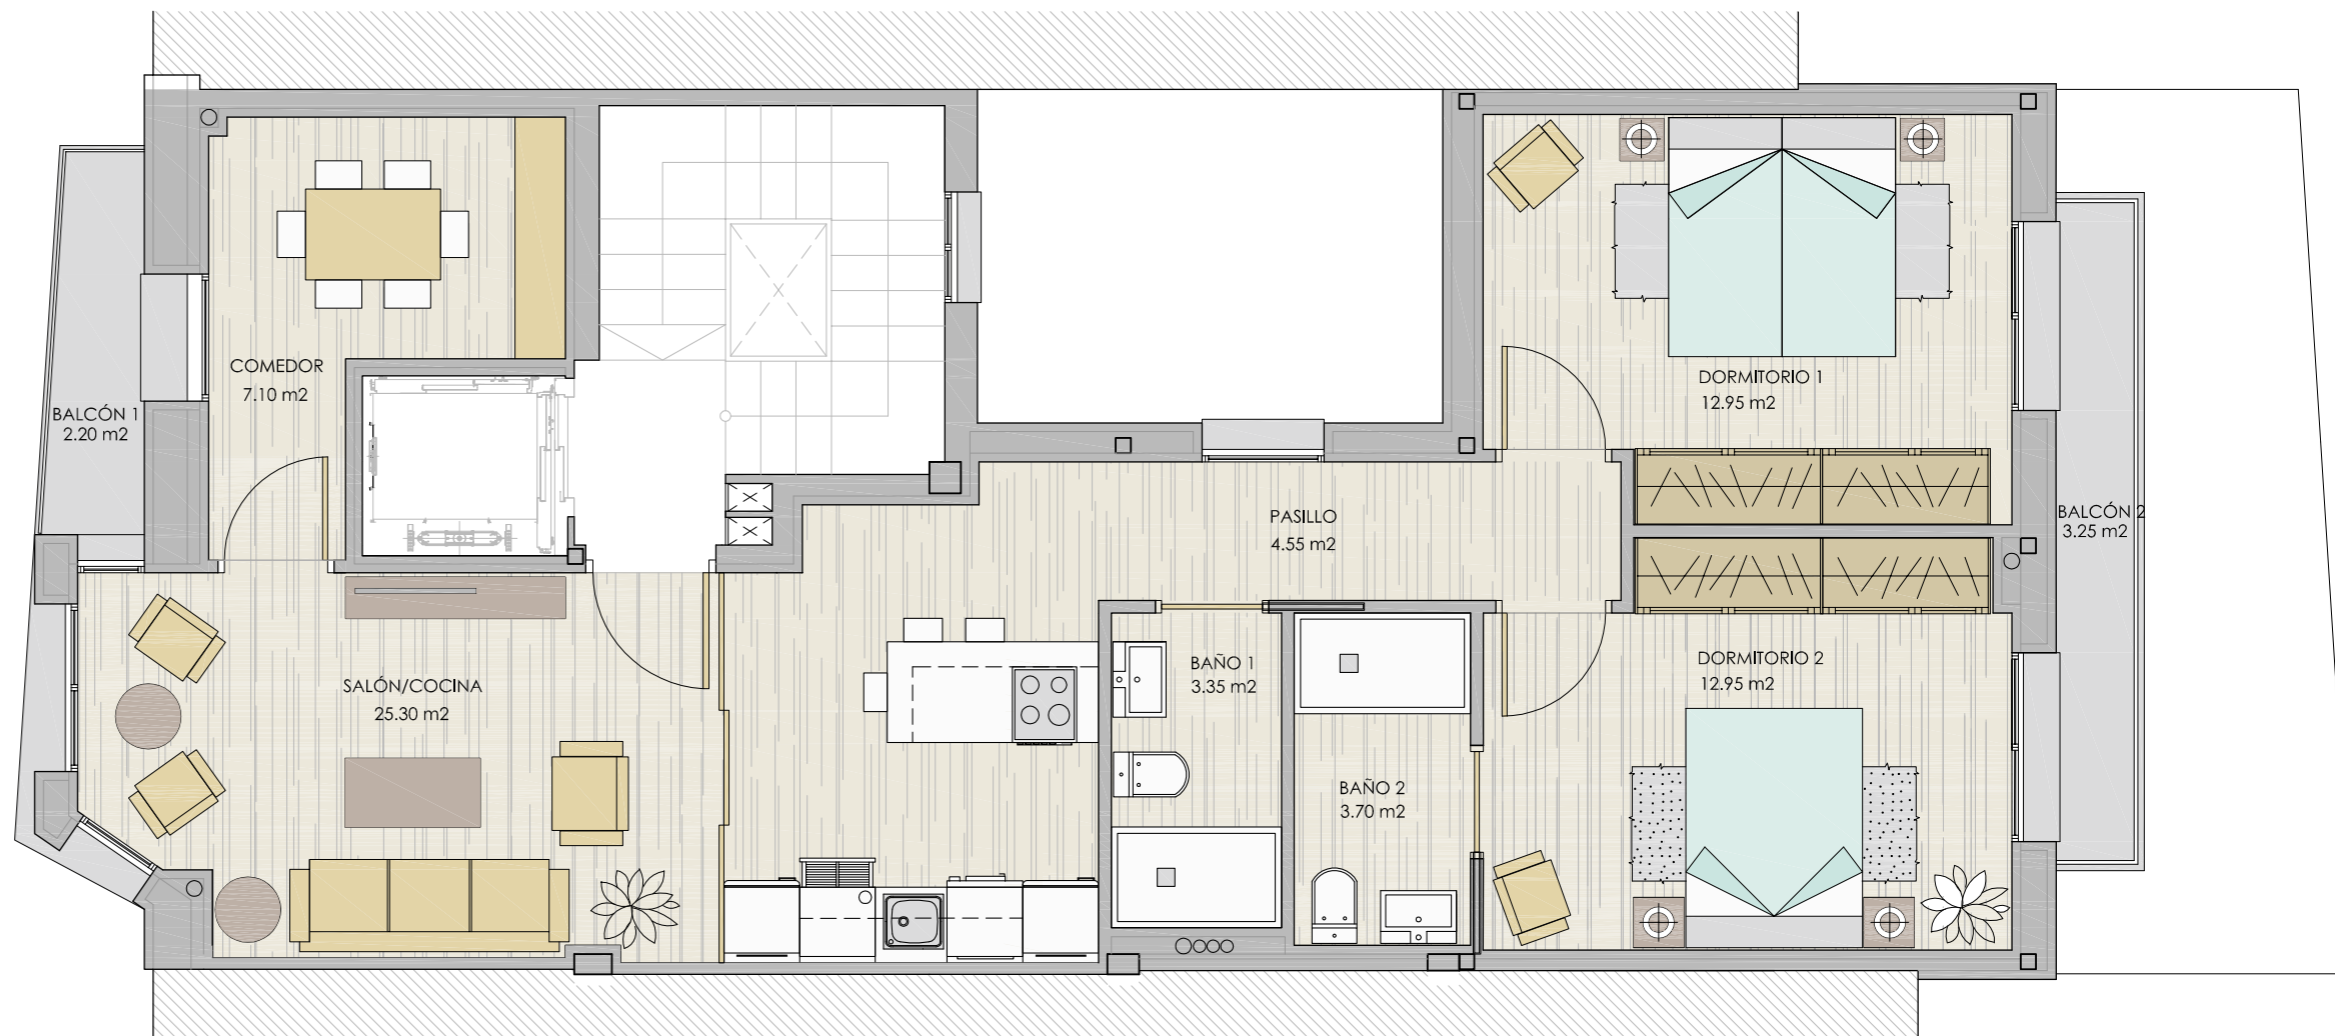 COMEDOR
7.10 m2
BALCÓN 1
2.20 m2
DORMITORIO 1
12.95 m2
PASILLO
4.55 m2
BALCÓN 2
3.25 m2
SALÓN/COCINA
25.30 m2
BAÑO 1
3.35 m2
DORMITORIO 2
12.95 m2
BAÑO 2
3.70 m2